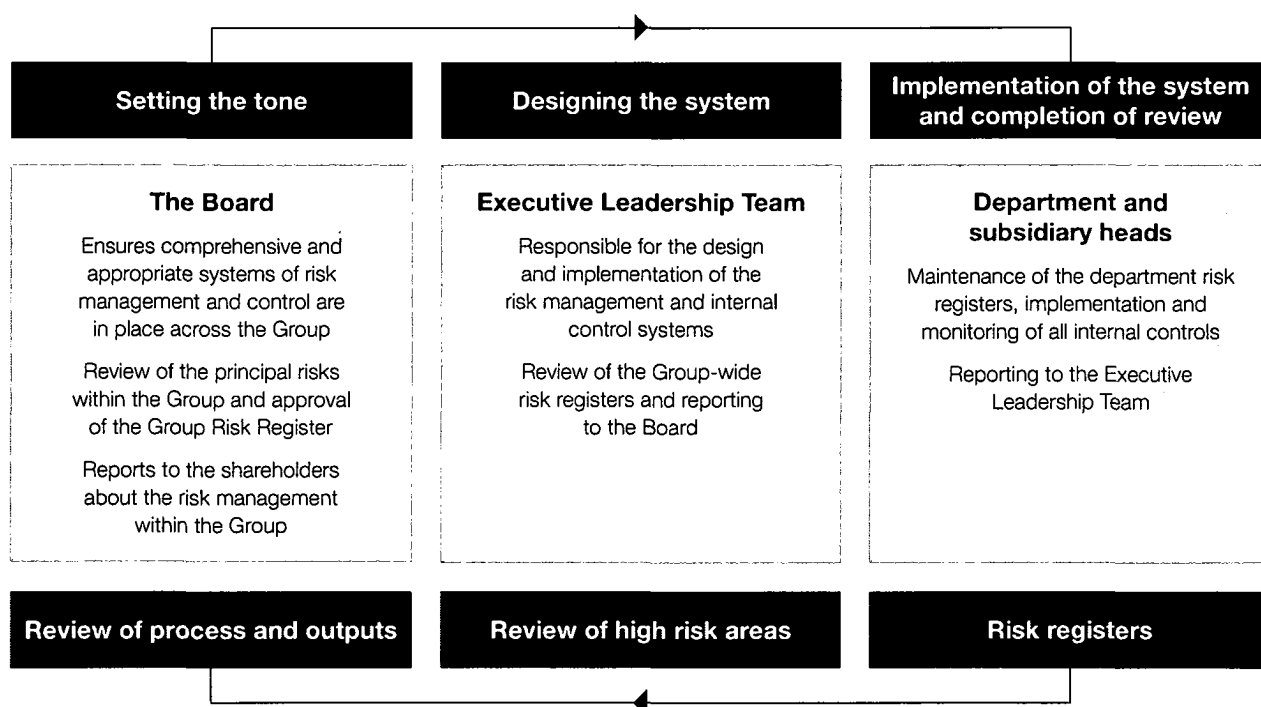 Setting the tone
Designing the system
Implementation of the system
and completion of review
The Board
Ensures comprehensive and
appropriate systems of risk
management and control are
in place across the Group
Review of the principal risks
within the Group and approval
of the Group Risk Register
Reports to the shareholders
about the risk management
within the Group
Executive Leadership Team
Responsible for the design
and implementation of the
risk management and internal
control systems
Review of the Group-wide
risk registers and reporting
to the Board
Department and
subsidiary heads
Maintenance of the department risk
registers, implementation and
monitoring of all internal controls
Reporting to the Executive
Leadership Team
Review of process and outputs
Review of high risk areas
Risk registers